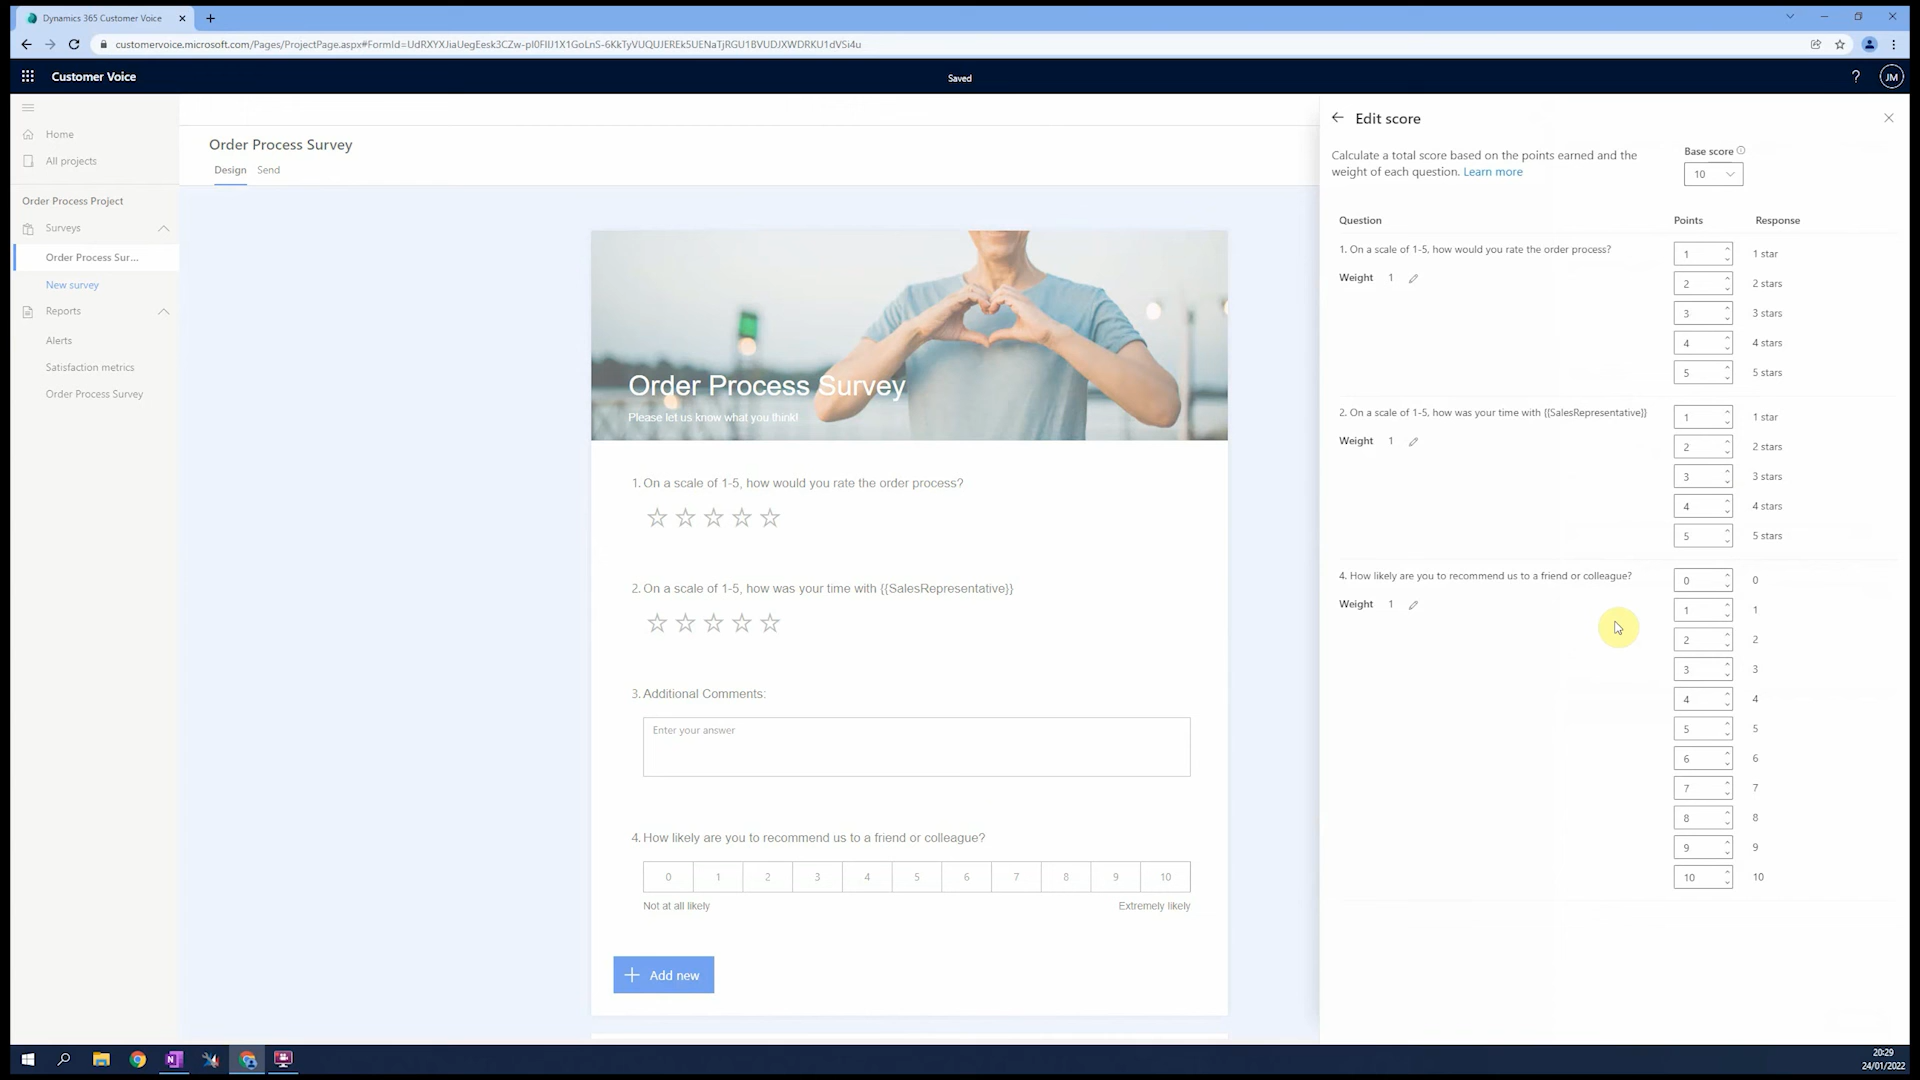 Dynamics 365 Customer Voice
customervoice.microsoft.com/Pages/ProjectPage.aspx#FormId=UdRXYXJiaUegEesk3CZw-pI0FIIJ1X1GoLnS-6KkTyVUQUJEREk5UENaTjRGU1BVUDJXWDRKU1dVSi4u
Customer Voice
Saved
?
JM
Home
All projects
Order Process Project
Surveys
Order Process Sur...
New survey
Reports
Alerts
Satisfaction metrics
Order Process Survey
Order Process Survey
Design
Send
Order Process Survey
Please let us know what you think!
1. On a scale of 1-5, how would you rate the order process?
2. On a scale of 1-5, how was your time with {{SalesRepresentative}}
3. Additional Comments:
Enter your answer
4. How likely are you to recommend us to a friend or colleague?
0 1 2 3 4 5 6 7 8 9 10
Not at all likely Extremely likely
Add new
Edit score
Calculate a total score based on the points earned and the
weight of each question. Learn more
Base score
10
Question Points Response
1. On a scale of 1-5, how would you rate the order process?
Weight 1
1 1 star
2 2 stars
3 3 stars
4 4 stars
5 5 stars
2. On a scale of 1-5, how was your time with {{SalesRepresentative}}
Weight 1
1 1 star
2 2 stars
3 3 stars
4 4 stars
5 5 stars
4. How likely are you to recommend us to a friend or colleague?
Weight 1
0 0
1 1
2 2
3 3
4 4
5 5
6 6
7 7
8 8
9 9
10 10
N
20:29
24/01/2022